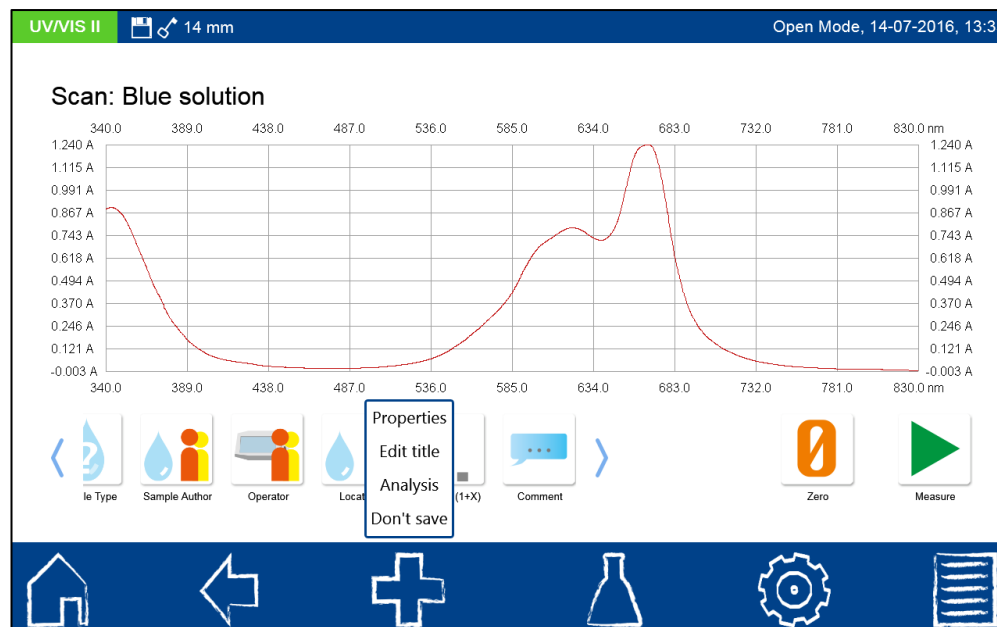 UV/VIS II 14 mm Open Mode, 14-07-2016, 13:3
Scan: Blue solution
340.0 389.0 438.0 487.0 536.0 585.0 634.0 683.0 732.0 781.0 830.0 nm
1.240 A 1.240 A
1.115 A 1.115 A
0.991 A 0.991 A
0.867 A 0.867 A
0.743 A 0.743 A
0.618 A 0.618 A
0.494 A 0.494 A
0.370 A 0.370 A
0.246 A 0.246 A
0.121 A 0.121 A
-0.003 A -0.003 A
340.0 389.0 438.0 487.0 536.0 585.0 634.0 683.0 732.0 781.0 830.0 nm
Properties
Edit title
Analysis
Don't save
le Type Sample Author Operator Locat (1+X) Comment Zero Measure